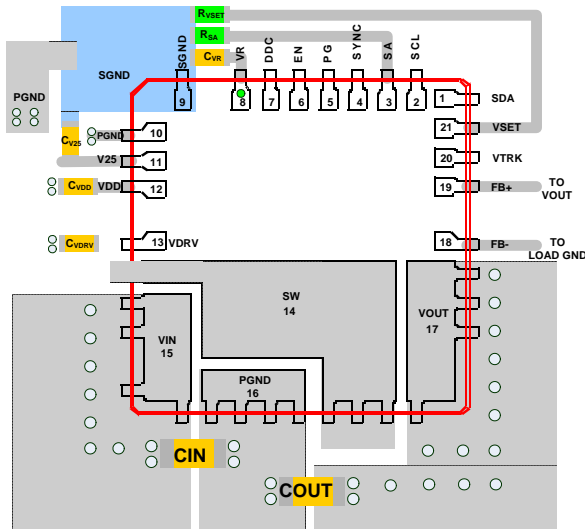 RVSET
RSA
CVR
SGND
PGND
SGND
VR
DDC
EN
PG
SYNC
SA
SCL
9
8
7
6
5
4
3
2
1
SDA
21
VSET
20
VTRK
19
FB+
TO
VOUT
18
FB-
TO
LOAD GND
CV25
PGND
10
V25
11
CVDD
VDD
12
CVDRV
13
VDRV
SW
14
VIN
15
VOUT
17
PGND
16
CIN
COUT